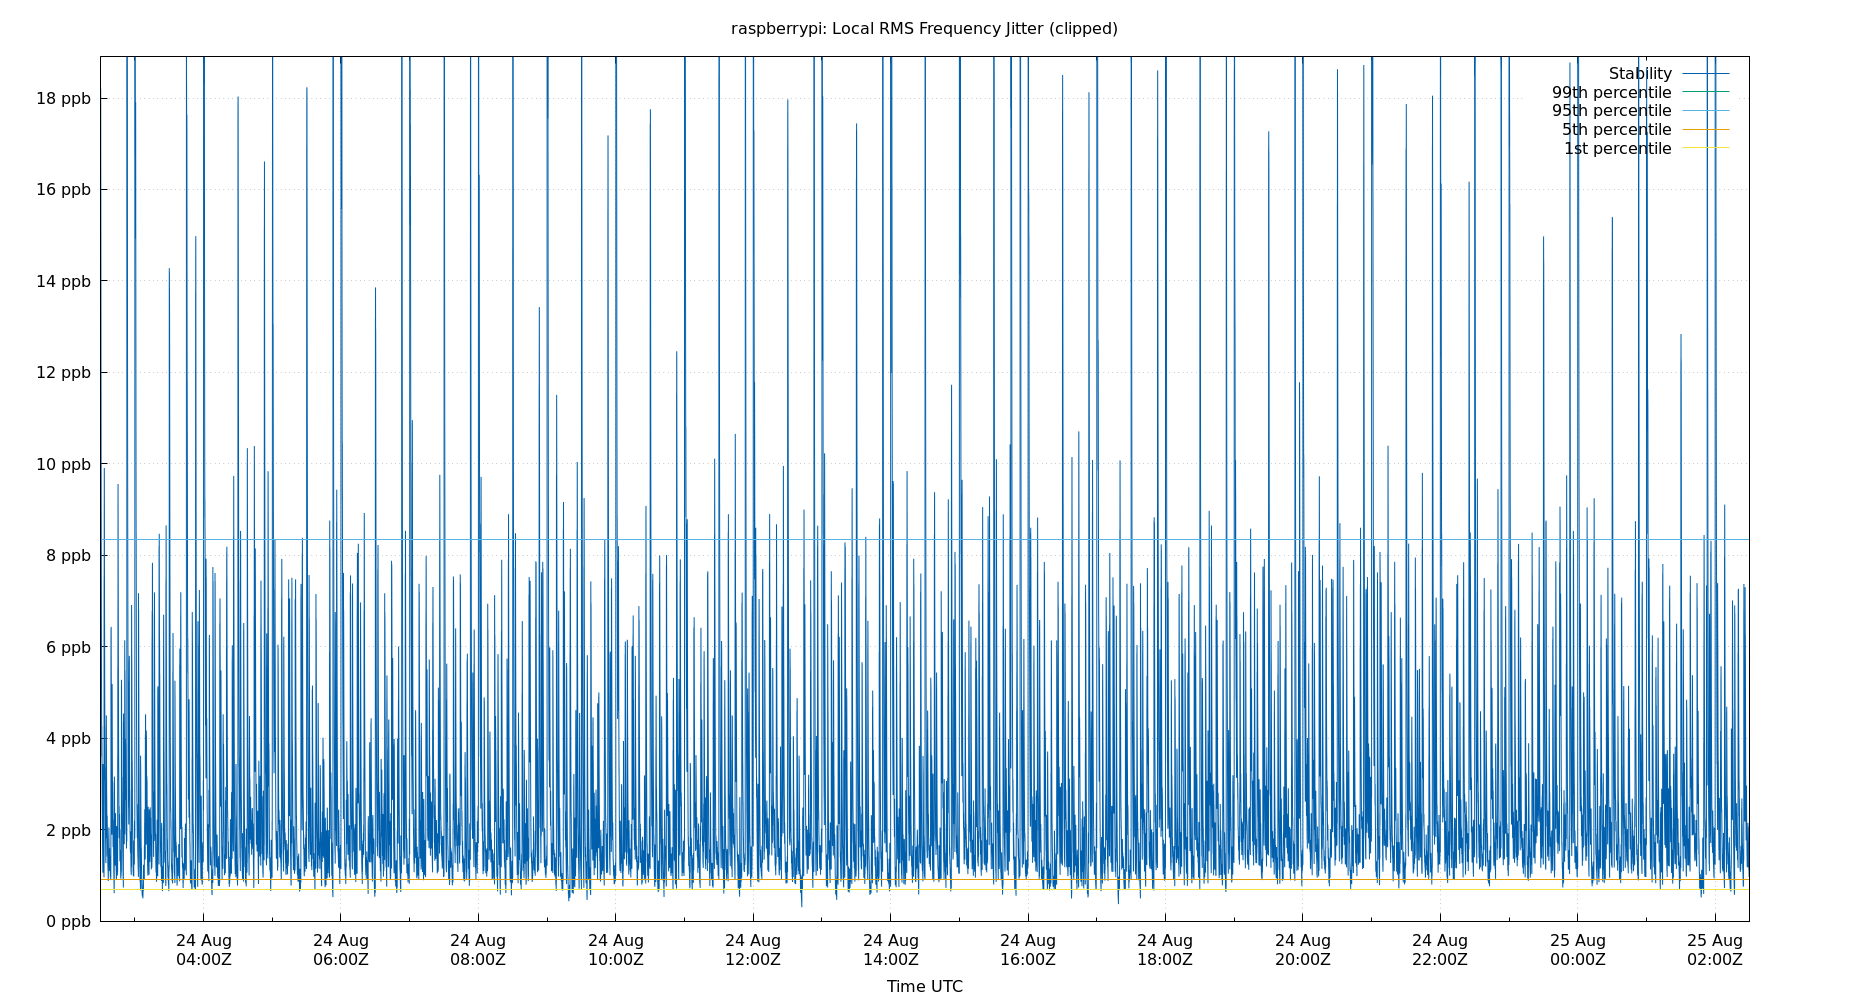 raspberrypi: Local RMS Frequency Jitter (clipped)
Stability
99th percentile
95th percentile
5th percentile
1st percentile
18 ppb
16 ppb
14 ppb
12 ppb
10 ppb
8 ppb
6 ppb
4 ppb
2 ppb
0 ppb
24 Aug 24 Aug 24 Aug 24 Aug 24 Aug 24 Aug 24 Aug 24 Aug 24 Aug 24 Aug 25 Aug 25 Aug
04:00Z 06:00Z 08:00Z 10:00Z 12:00Z 14:00Z 16:00Z 18:00Z 20:00Z 22:00Z 00:00Z 02:00Z
Time UTC